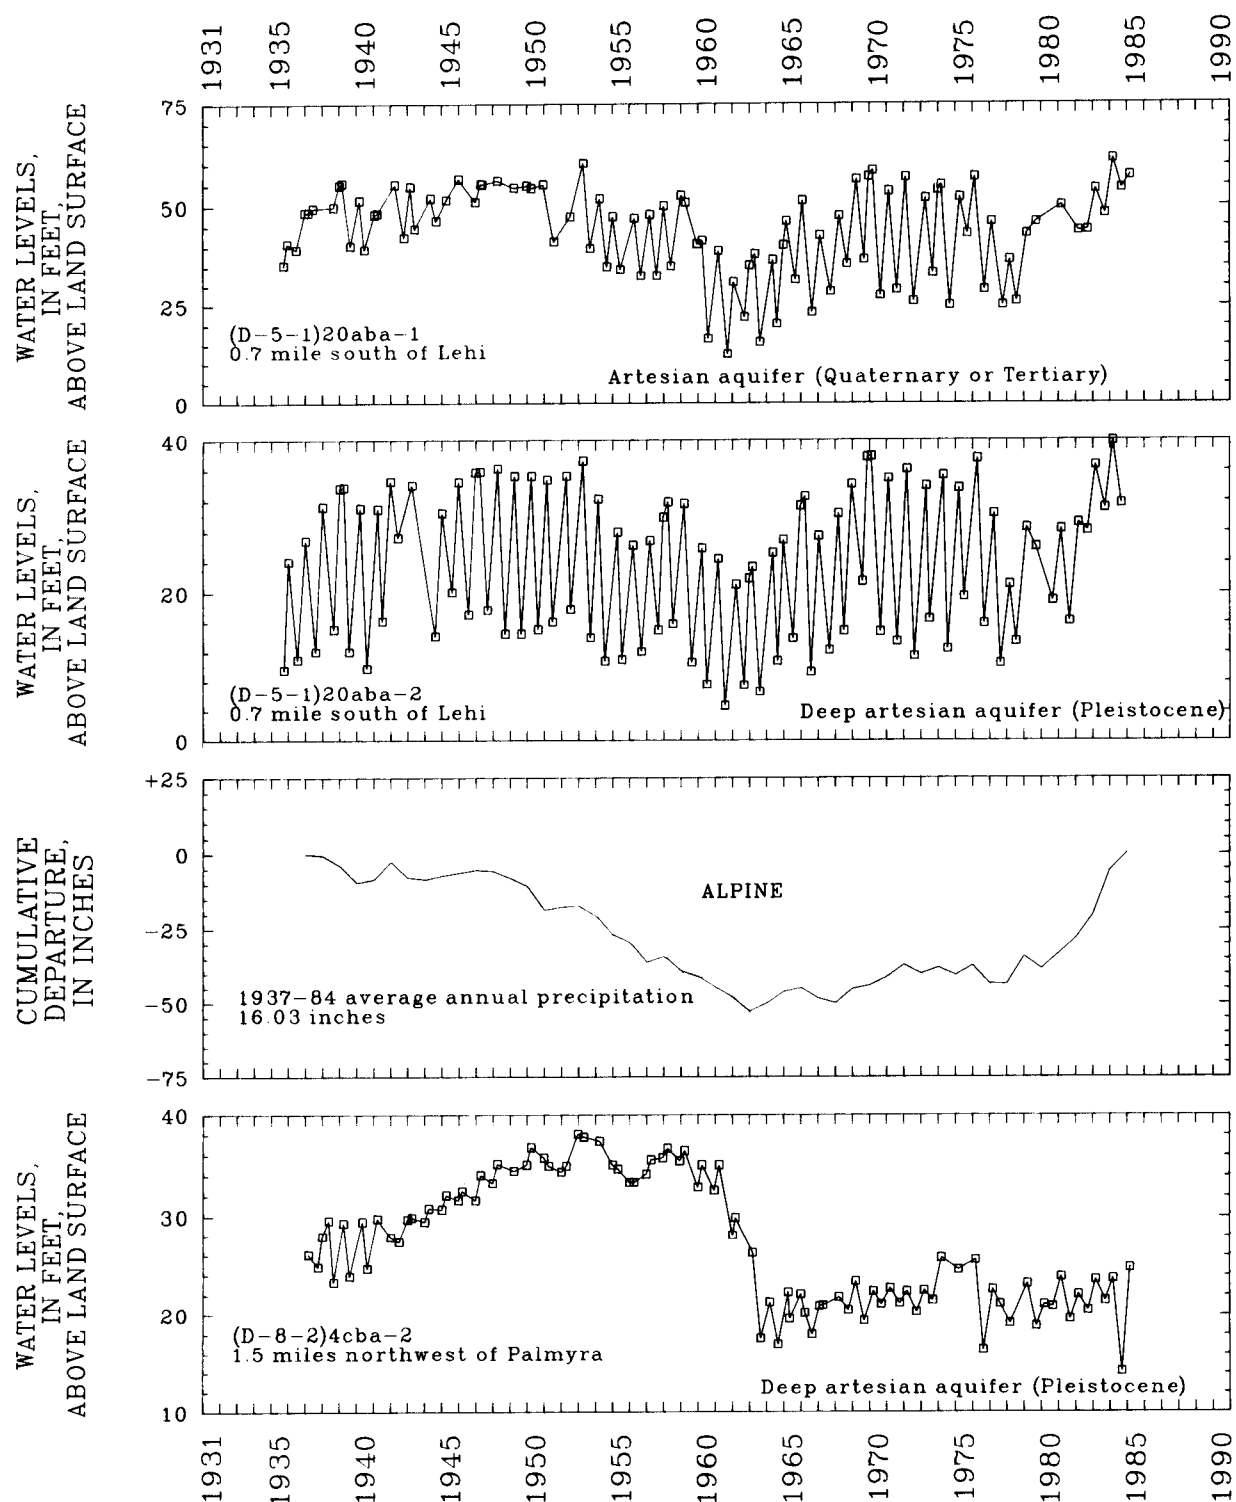 1931 1935 1940 1945 1950 1955 1960 1965 1970 1975 1980 1985 1990
WATER LEVELS,
IN FEET,
ABOVE LAND SURFACE
75
50
25
0
(D-5-1)20aba-1
0.7 mile south of Lehi
Artesian aquifer (Quaternary or Tertiary)
WATER LEVELS,
IN FEET,
ABOVE LAND SURFACE
40
20
0
(D-5-1)20aba-2
0.7 mile south of Lehi
Deep artesian aquifer (Pleistocene)
CUMULATIVE
DEPARTURE,
IN INCHES
+25
0
-25
-50
-75
ALPINE
1937-84 average annual precipitation
16.03 inches
WATER LEVELS,
IN FEET,
ABOVE LAND SURFACE
40
30
20
10
(D-8-2)4cba-2
1.5 miles northwest of Palmyra
Deep artesian aquifer (Pleistocene)
1931 1935 1940 1945 1950 1955 1960 1965 1970 1975 1980 1985 1990